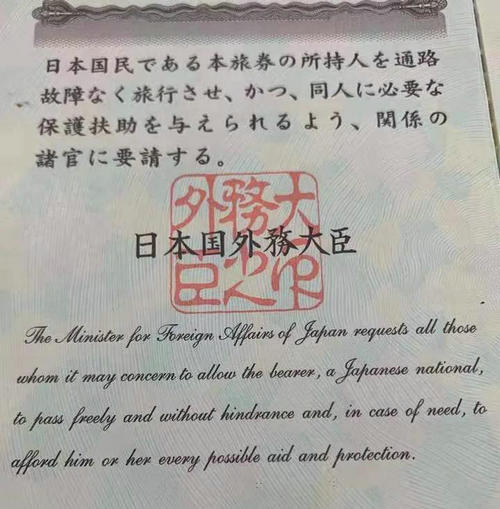 日本国民である本旅券の所持人を通路
故障なく旅行させ、かつ、同人に必要な
保護扶助を与えられるよう、関係の
諸官に要請する。
日本国外務大臣
The Minister for Foreign Affairs of Japan requests all those
whom it may concern to allow the bearer, a Japanese national,
to pass freely and without hindrance and, in case of need, to
afford him or her every possible aid and protection.